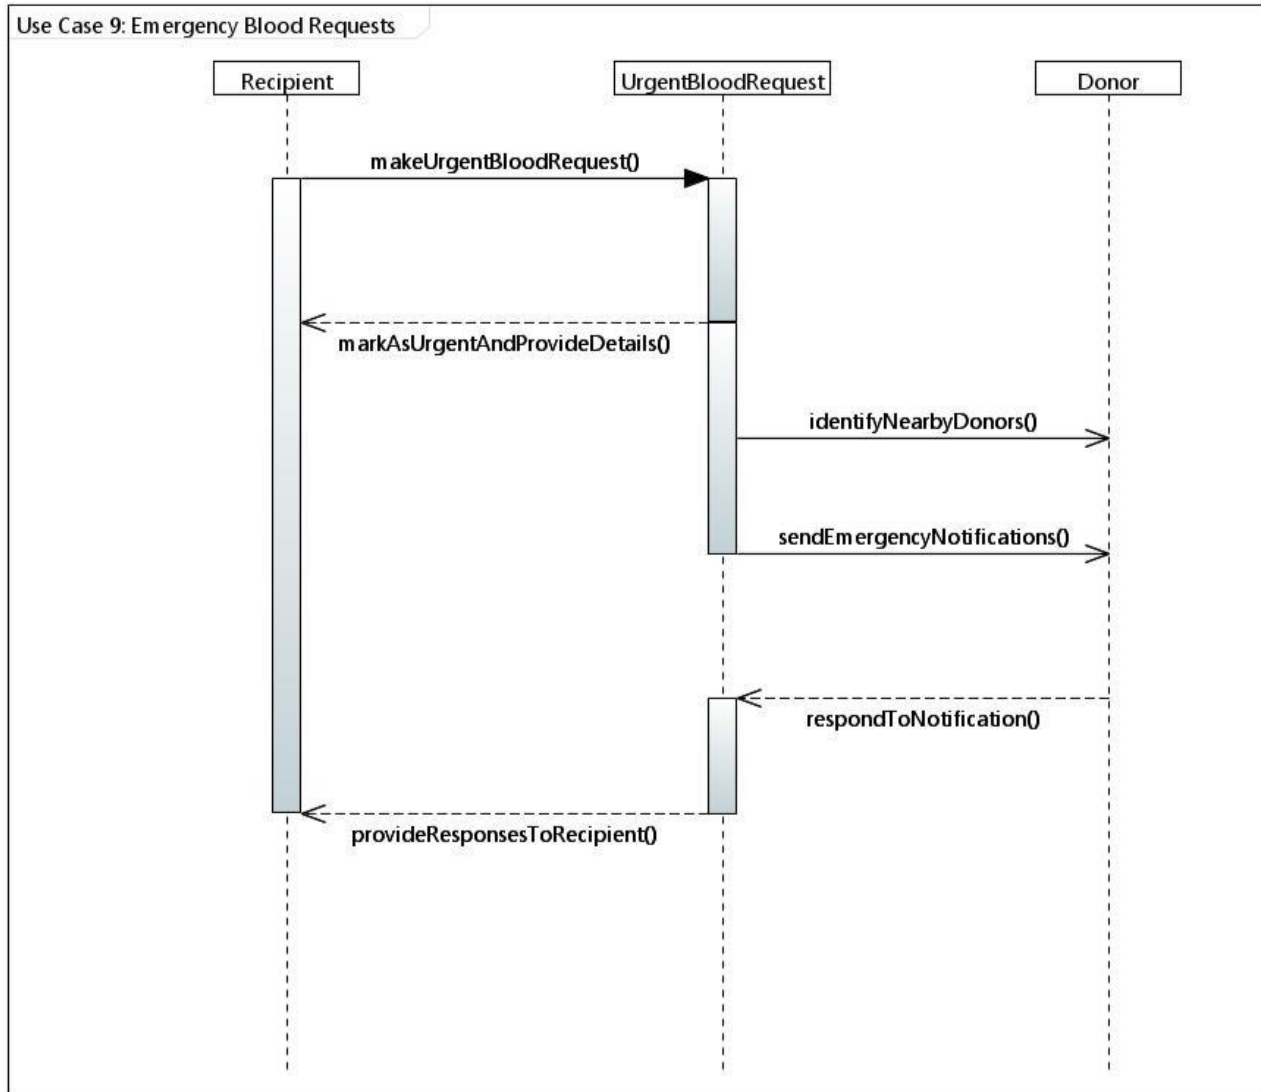 Use Case 9: Emergency Blood Requests
Recipient
UrgentBloodRequest
Donor
makeUrgentBloodRequest()
markAsUrgentAndProvideDetails()
identifyNearbyDonors()
sendEmergencyNotifications()
respondToNotification()
provideResponsesToRecipient()